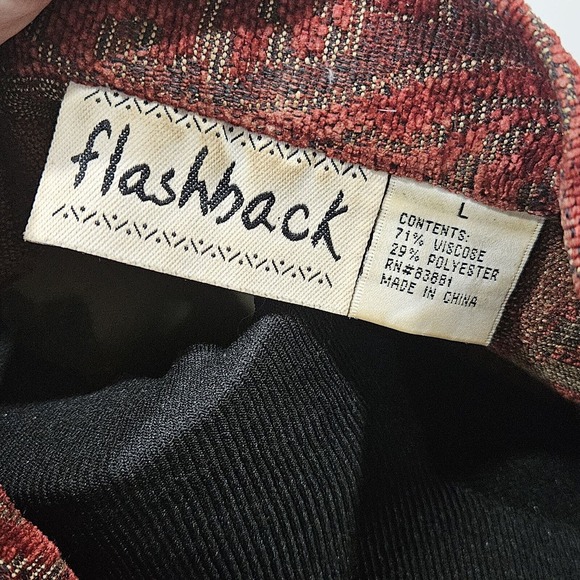 flashback
L
CONTENTS:
71% VISCOSE
29% POLYESTER
RN#83881
MADE IN CHINA